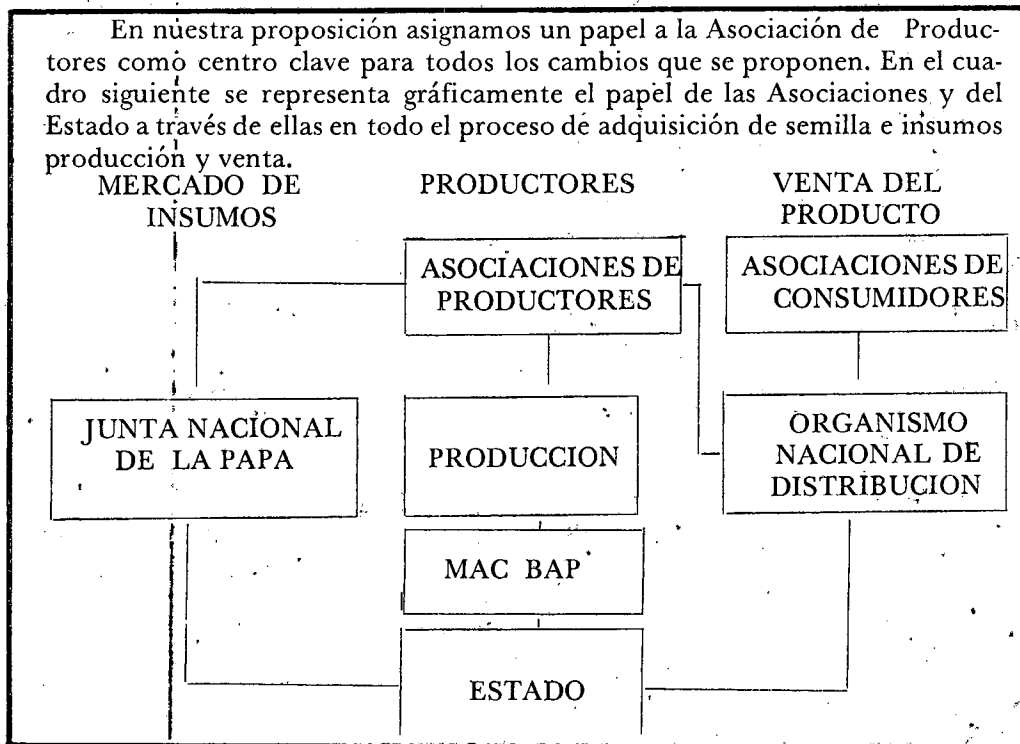 En nuestra proposición asignamos un papel a la Asociación de Produc-
tores como centro clave para todos los cambios que se proponen. En el cua-
dro siguiente se representa gráficamente el papel de las Asociaciones y del
Estado a través de ellas en todo el proceso de adquisición de semilla e insumos
producción y venta.
MERCADO DE
INSUMOS
PRODUCTORES
VENTA DEL
PRODUCTO
ASOCIACIONES DE
PRODUCTORES
ASOCIACIONES DE
CONSUMIDORES
JUNTA NACIONAL
DE LA PAPA
PRODUCCION
ORGANISMO
NACIONAL DE
DISTRIBUCION
MAC BAP
ESTADO